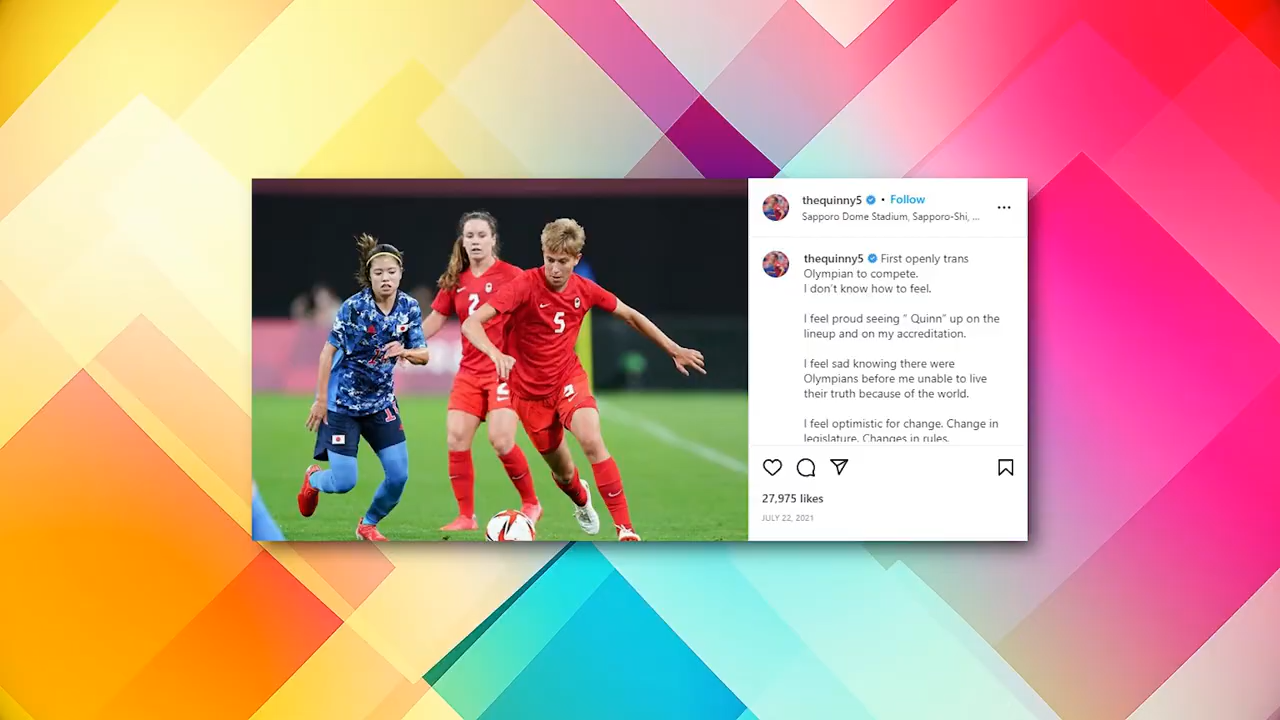 thequinny5 • Follow
Sapporo Dome Stadium, Sapporo-Shi, ...
thequinny5 First openly trans
Olympian to compete.
I don't know how to feel.
I feel proud seeing “ Quinn” up on the
lineup and on my accreditation.
I feel sad knowing there were
Olympians before me unable to live
their truth because of the world.
I feel optimistic for change. Change in
legislature. Changes in rules.
27,975 likes
JULY 22, 2021
2
5